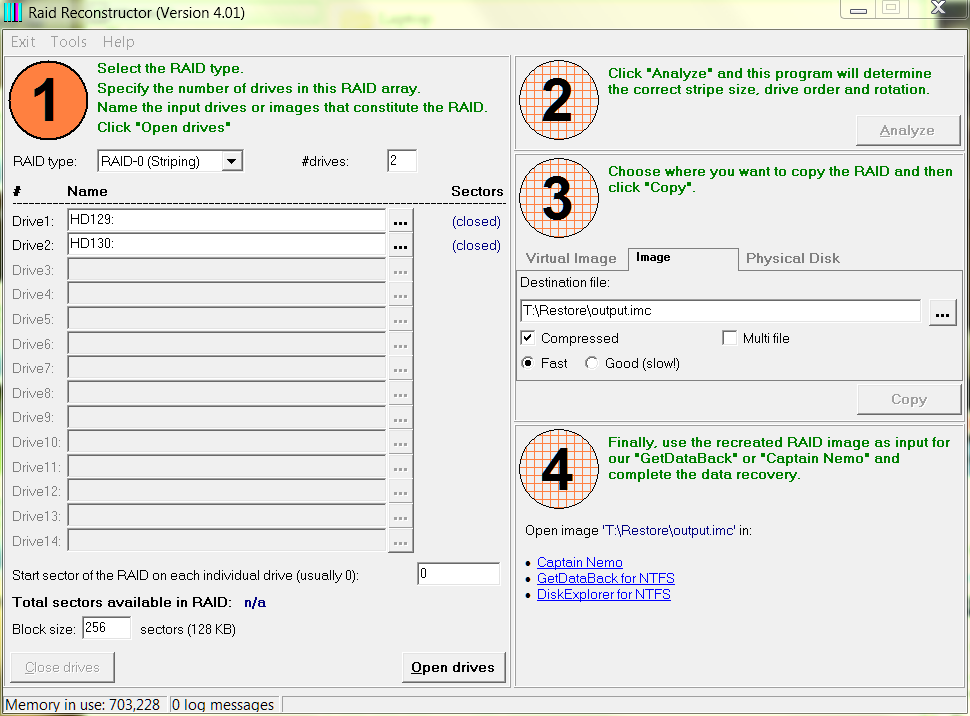 Raid Reconstructor (Version 4.01)
Exit Tools Help
1
Select the RAID type.
Specify the number of drives in this RAID array.
Name the input drives or images that constitute the RAID.
Click "Open drives"
RAID type: RAID-0 (Striping) #drives: 2
# Name Sectors
Drive1: HD129: ... (closed)
Drive2: HD130: ... (closed)
Drive3: ...
Drive4: ...
Drive5: ...
Drive6: ...
Drive7: ...
Drive8: ...
Drive9: ...
Drive10: ...
Drive11: ...
Drive12: ...
Drive13: ...
Drive14: ...
Start sector of the RAID on each individual drive (usually 0): 0
Total sectors available in RAID: n/a
Block size: 256 sectors (128 KB)
Close drives Open drives
2
Click "Analyze" and this program will determine
the correct stripe size, drive order and rotation.
Analyze
3
Choose where you want to copy the RAID and then
click "Copy".
Virtual Image Image Physical Disk
Destination file:
T:\Restore\output.imc ...
Compressed Multi file
Fast Good (slow!)
Copy
4
Finally, use the recreated RAID image as input for
our "GetDataBack" or "Captain Nemo" and
complete the data recovery.
Open image 'T:\Restore\output.imc' in:
• Captain Nemo
• GetDataBack for NTFS
• DiskExplorer for NTFS
Memory in use: 703,228 0 log messages